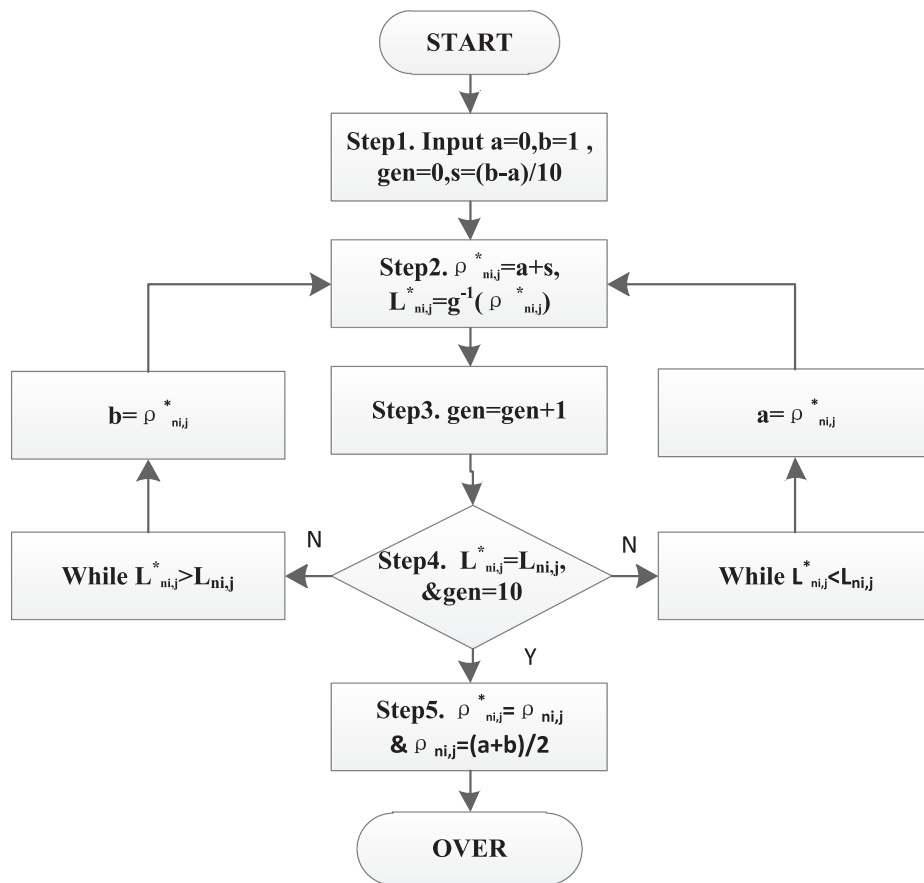 START
Step1. Input a=0,b=1 ,
gen=0,s=(b-a)/10
Step2. ρ*ni,j=a+s,
L*ni,j=g-1( ρ *ni,j)
b= ρ *ni,j
Step3. gen=gen+1
a= ρ *ni,j
N
N
While L*ni,j>Lni,j
Step4. L*ni,j=Lni,j,
&gen=10
While L*ni,j<Lni,j
Y
Step5. ρ*ni,j= ρ ni,j
& ρ ni,j=(a+b)/2
OVER